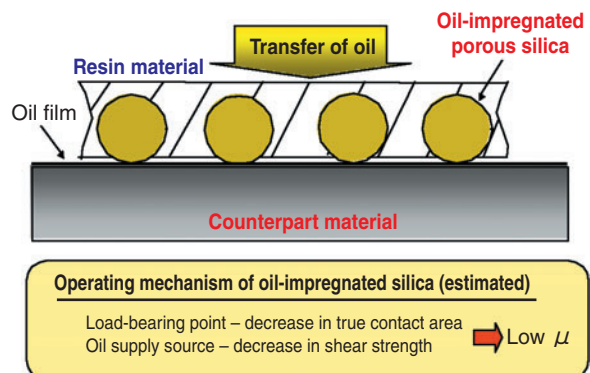 Transfer of oil
Oil-impregnated
porous silica
Resin material
Oil film
Counterpart material
Operating mechanism of oil-impregnated silica (estimated)
Load-bearing point – decrease in true contact area
Oil supply source – decrease in shear strength
Low μ